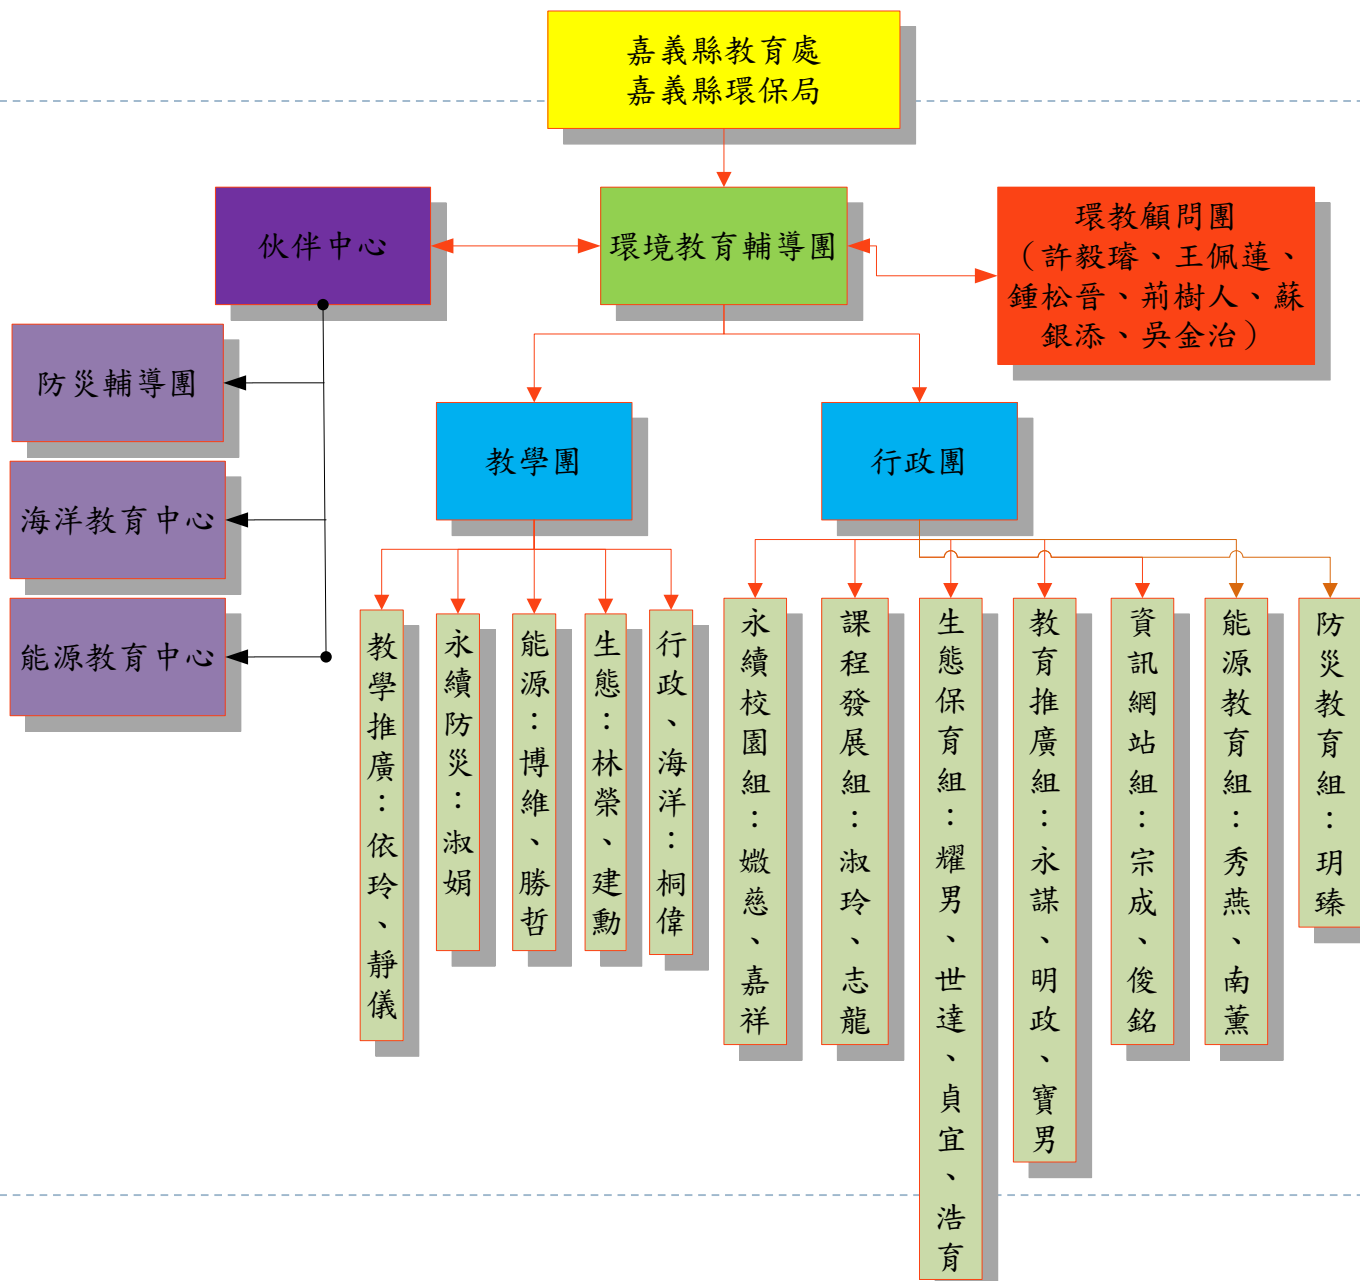 嘉義縣教育處
嘉義縣環保局
伙伴中心
環境教育輔導團
環教顧問團
（許毅璿、王佩蓮、
鍾松晉、荊樹人、蘇
銀添、吳金治）
防災輔導團
海洋教育中心
能源教育中心
教學團
行政團
教學推廣：依玲、靜儀
永續防災：淑娟
能源：博維、勝哲
生態：林榮、建勳
行政、海洋：桐偉
永續校園組：媺慈、嘉祥
課程發展組：淑玲、志龍
生態保育組：耀男、世達、貞宜、浩育
教育推廣組：永謀、明政、寶男
資訊網站組：宗成、俊銘
能源教育組：秀燕、南薰
防災教育組：玥臻